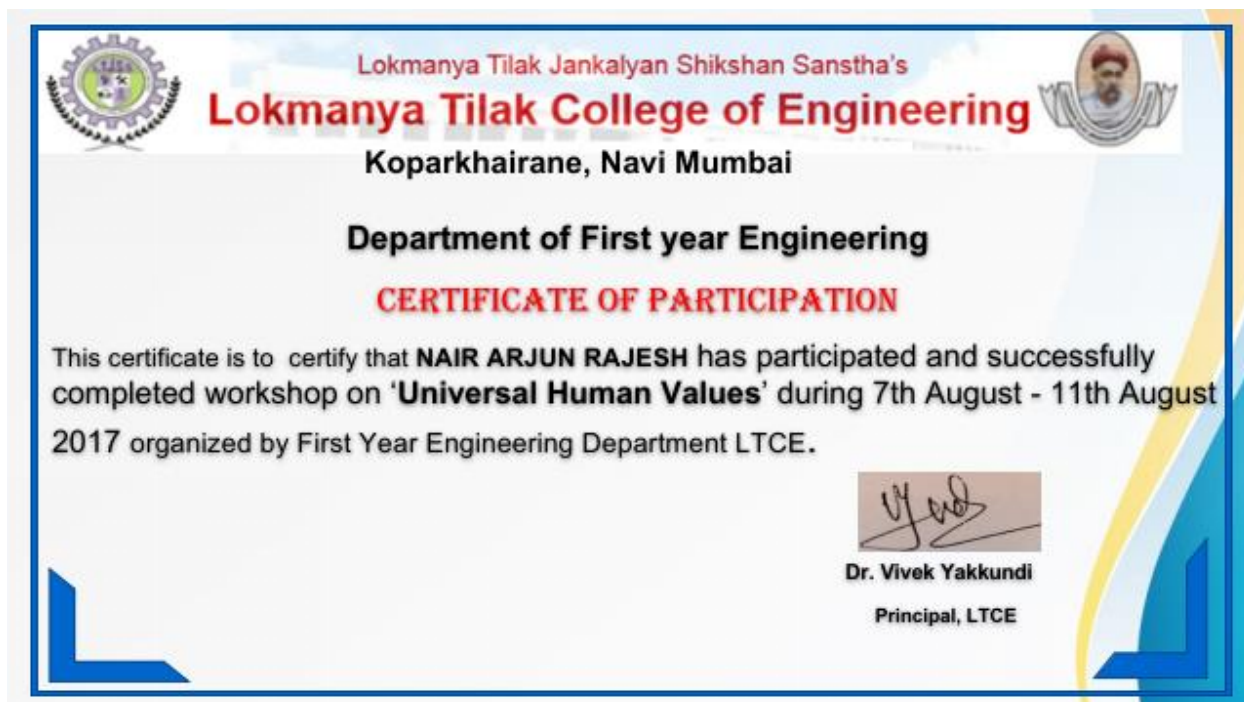 Lokmanya Tilak Jankalyan Shikshan Sanstha's
Lokmanya Tilak College of Engineering
Koparkhairane, Navi Mumbai
Department of First year Engineering
CERTIFICATE OF PARTICIPATION
This certificate is to certify that NAIR ARJUN RAJESH has participated and successfully
completed workshop on ‘Universal Human Values’ during 7th August - 11th August
2017 organized by First Year Engineering Department LTCE.
Dr. Vivek Yakkundi
Principal, LTCE